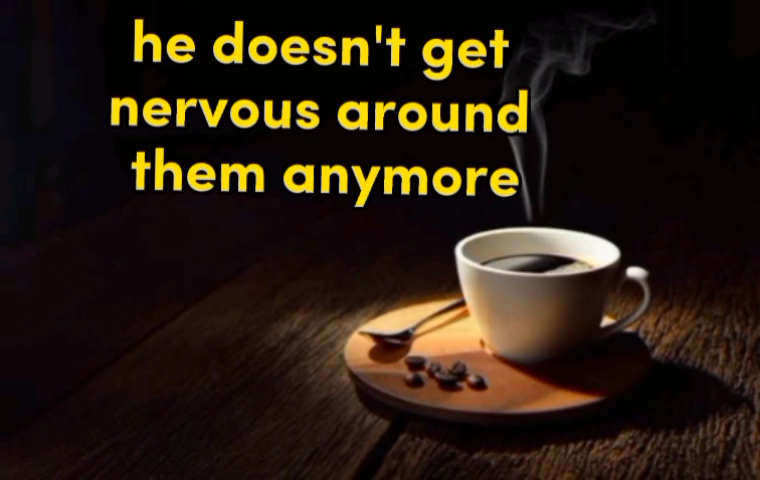 he doesn't get
nervous around
them anymore